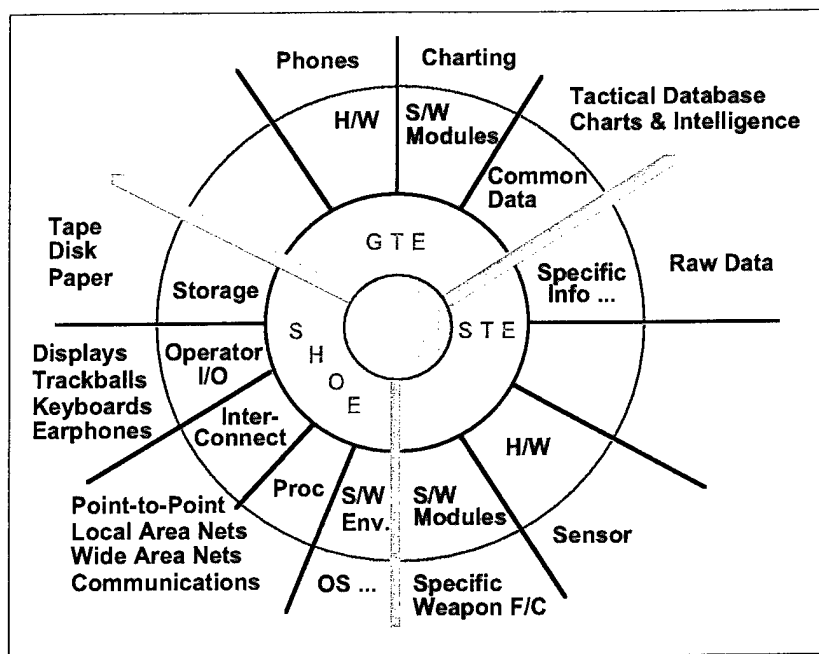 Phones
Charting
H/W
S/W
Modules
Tactical Database
Charts & Intelligence
Common
Data
G T E
Tape
Disk
Paper
Storage
Specific
Info ...
Raw Data
S H O E
S T E
Displays
Trackballs
Keyboards
Earphones
Operator
I/O
Inter-
Connect
H/W
Proc
S/W
Env.
S/W
Modules
Sensor
Point-to-Point
Local Area Nets
Wide Area Nets
Communications
OS ...
Specific
Weapon F/C